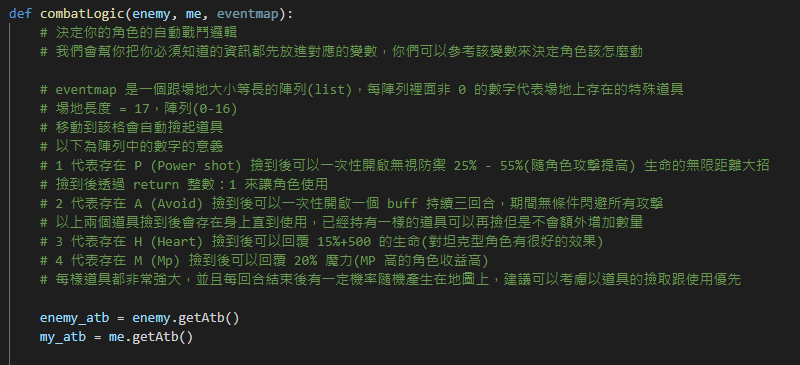 def combatLogic(enemy, me, eventmap):
# 決定你的角色的自動戰鬥邏輯
# 我們會幫你把你必須知道的資訊都先放進對應的變數，你們可以參考該變數來決定角色該怎麼動
# eventmap 是一個跟場地大小等長的陣列(list)，每陣列裡面非 0 的數字代表場地上存在的特殊道具
# 場地長度 = 17，陣列(0-16)
# 移動到該格會自動撿起道具
# 以下為陣列中的數字的意義
# 1 代表存在 P (Power shot) 撿到後可以一次性開啟無視防禦 25% - 55%(隨角色攻擊提高) 生命的無限距離大招
# 撿到後透過 return 整數：1 來讓角色使用
# 2 代表存在 A (Avoid) 撿到後可以一次性開啟一個 buff 持續三回合，期間無條件閃避所有攻擊
# 以上兩個道具撿到後會存在身上直到使用，已經持有一樣的道具可以再撿但是不會額外增加數量
# 3 代表存在 H (Heart) 撿到後可以回覆 15%+500 的生命(對坦克型角色有很好的效果)
# 4 代表存在 M (Mp) 撿到後可以回覆 20% 魔力(MP 高的角色收益高)
# 每樣道具都非常強大，並且每回合結束後有一定機率隨機產生在地圖上，建議可以考慮以道具的撿取跟使用優先
enemy_atb = enemy.getAtb()
my_atb = me.getAtb()